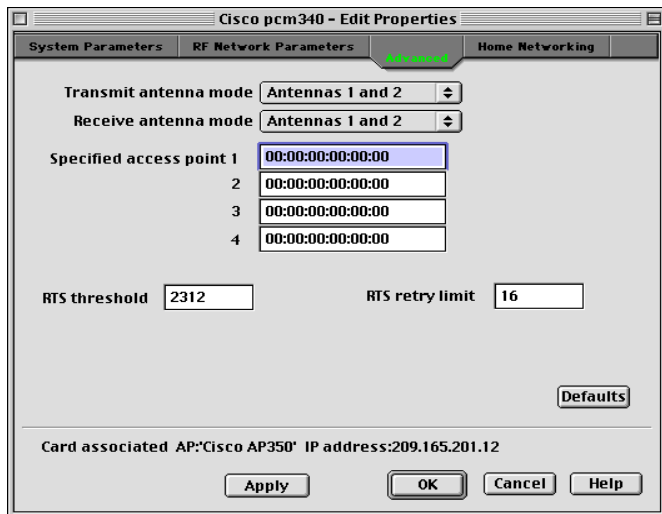 Cisco pcm340 - Edit Properties
System Parameters RF Network Parameters Advanced Home Networking
Transmit antenna mode Antennas 1 and 2
Receive antenna mode Antennas 1 and 2
Specified access point 1 00:00:00:00:00:00
2 00:00:00:00:00:00
3 00:00:00:00:00:00
4 00:00:00:00:00:00
RTS threshold 2312 RTS retry limit 16
Defaults
Card associated AP:'Cisco AP350' IP address:209.165.201.12
Apply OK Cancel Help